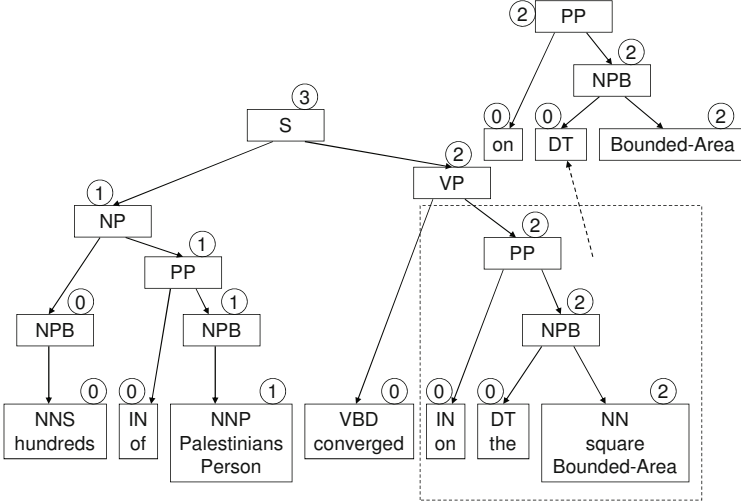 2 PP
2
NPB
0 0 2
on DT Bounded-Area
3
S
2
VP
1
NP
1
PP
2
PP
0
NPB
1
NPB
2
NPB
0 0 1 0 0 0 2
NNS IN NNP VBD IN DT NN
hundreds of Palestinians converged on the square
Person Bounded-Area